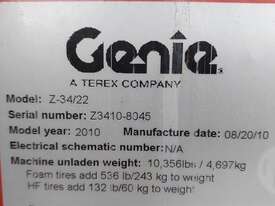 Genie
A TEREX COMPANY
Model: Z-34/22
Serial number: Z3410-8045
Model year: 2010 Manufacture date: 08/20/10
Electrical schematic number: N/A
Machine unladen weight: 10,356lbs / 4,697kg
Foam tires add 536 lb/243 kg to weight
HF tires add 132 lb/60 kg to weight